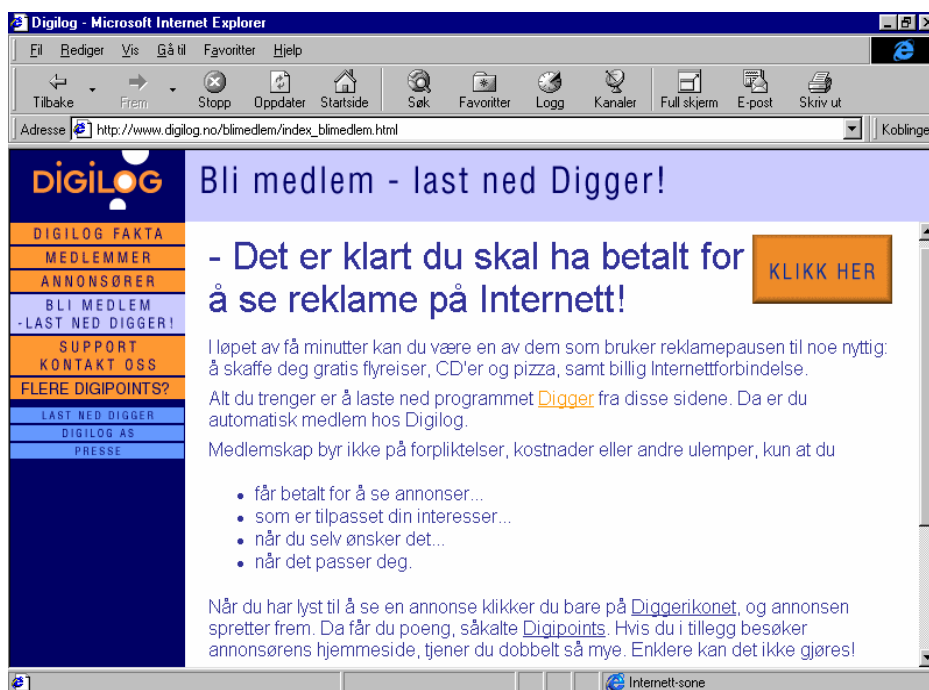 Digilog - Microsoft Internet Explorer
Fil Rediger Vis Gå til Favoritter Hjelp
Tilbake Frem Stopp Oppdater Startside Søk Favoritter Logg Kanaler Full skjerm E-post Skriv ut
Adresse http://www.digilog.no/blimedlem/index_blimedlem.html Koblinge
DIGILOG
Bli medlem - last ned Digger!
DIGILOG FAKTA
MEDLEMMER
ANNONSØRER
BLI MEDLEM
-LAST NED DIGGER!
SUPPORT
KONTAKT OSS
FLERE DIGIPOINTS?
LAST NED DIGGER
DIGILOG AS
PRESSE
- Det er klart du skal ha betalt for
å se reklame på Internett!
KLIKK HER
I løpet av få minutter kan du være en av dem som bruker reklamepausen til noe nyttig:
å skaffe deg gratis flyreiser, CD'er og pizza, samt billig Internettforbindelse.
Alt du trenger er å laste ned programmet Digger fra disse sidene. Da er du
automatisk medlem hos Digilog.
Medlemskap byr ikke på forpliktelser, kostnader eller andre ulemper, kun at du
• får betalt for å se annonser...
• som er tilpasset din interesser...
• når du selv ønsker det...
• når det passer deg.
Når du har lyst til å se en annonse klikker du bare på Diggerikonet, og annonsen
spretter frem. Da får du poeng, såkalte Digipoints. Hvis du i tillegg besøker
annonsørens hjemmeside, tjener du dobbelt så mye. Enklere kan det ikke gjøres!
Internett-sone